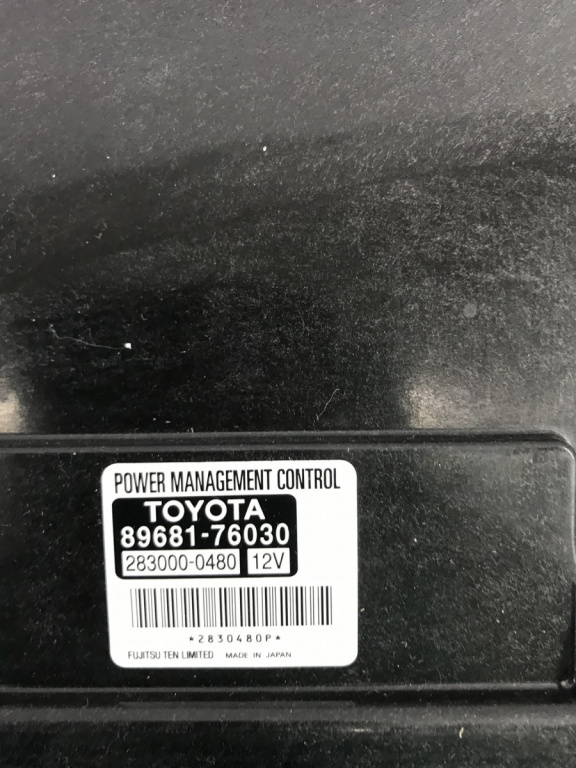 POWER MANAGEMENT CONTROL
TOYOTA
89681-76030
283000-0480 12V
*2830480P*
FUJITSU TEN LIMITED MADE IN JAPAN